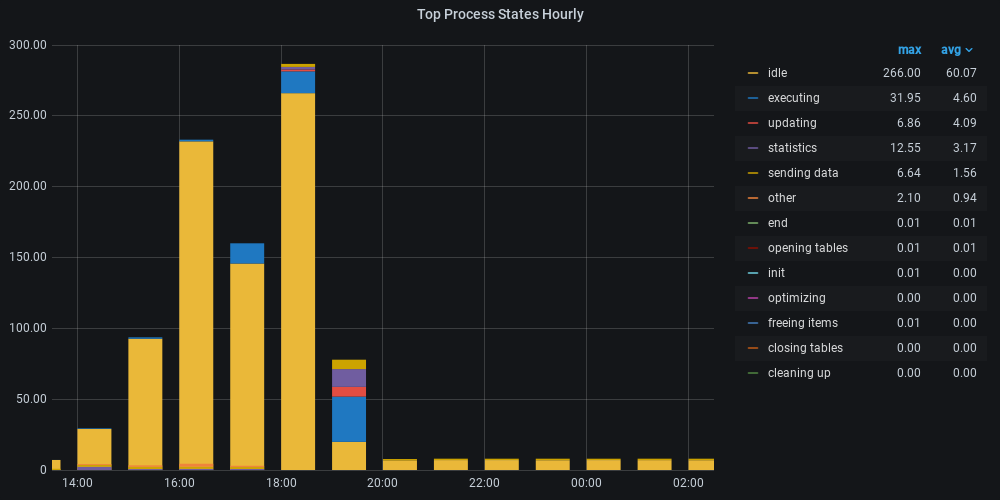 Top Process States Hourly
300.00
250.00
200.00
150.00
100.00
50.00
0
14:00 16:00 18:00 20:00 22:00 00:00 02:00
max avg
idle 266.00 60.07
executing 31.95 4.60
updating 6.86 4.09
statistics 12.55 3.17
sending data 6.64 1.56
other 2.10 0.94
end 0.01 0.01
opening tables 0.01 0.01
init 0.01 0.00
optimizing 0.00 0.00
freeing items 0.01 0.00
closing tables 0.00 0.00
cleaning up 0.00 0.00